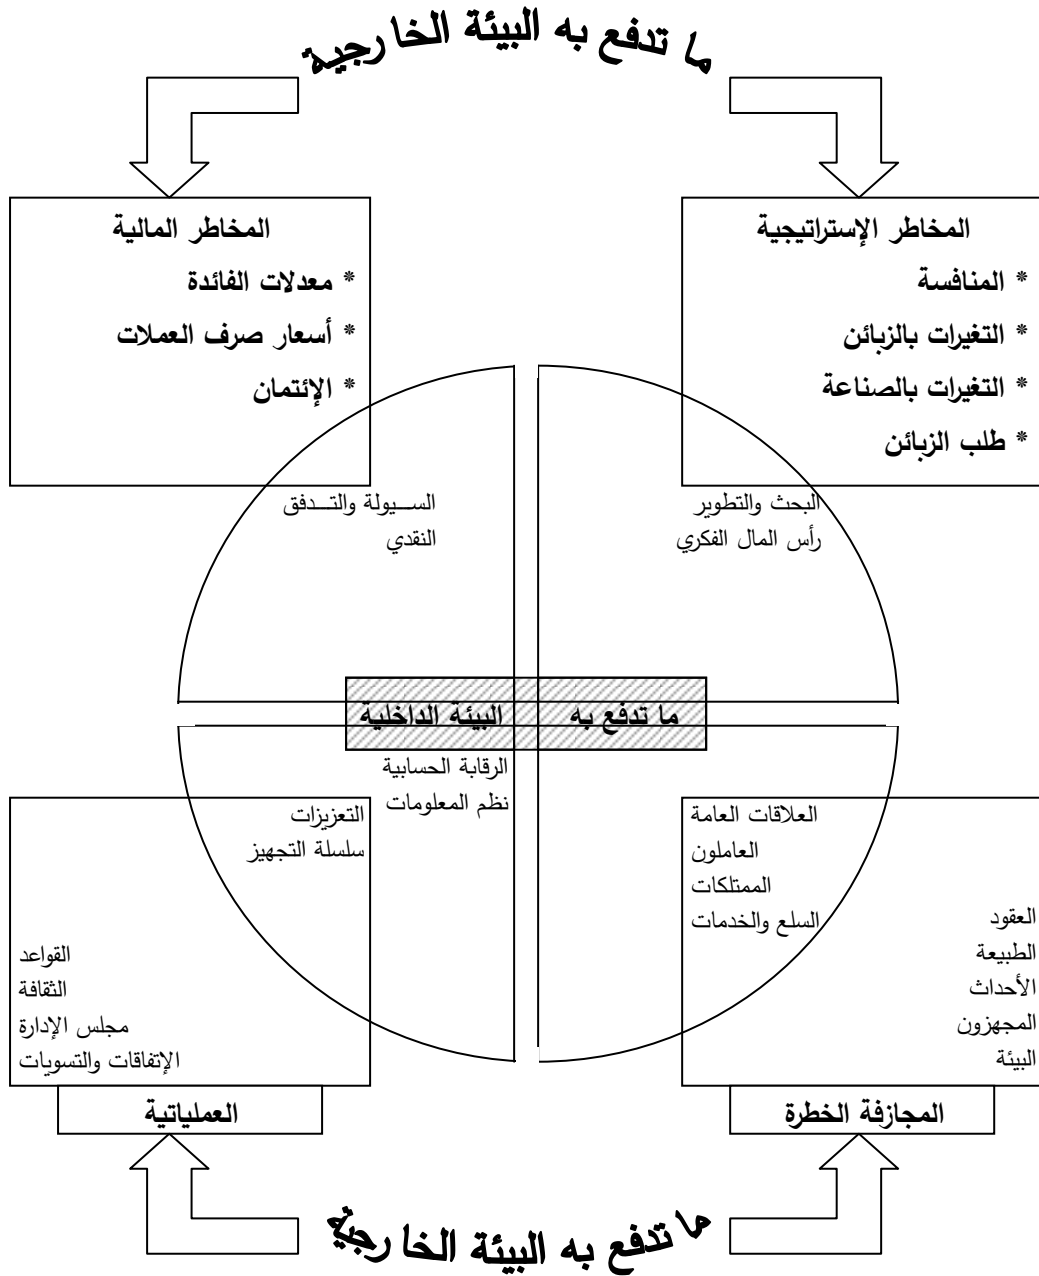 ما تدفع به البيئة الخارجية
المخاطر الإستراتيجية
* المنافسة
* التغيرات بالزبائن
* التغيرات بالصناعة
* طلب الزبائن
المخاطر المالية
* معدلات الفائدة
* أسعار صرف العملات
* الإئتمان
البحث والتطوير
رأس المال الفكري
الســـيولة والتـــدفق
النقدي
ما تدفع به البيئة الداخلية
الرقابة الحسابية
نظم المعلومات
العلاقات العامة
العاملون
الممتلكات
السلع والخدمات
العقود
الطبيعة
الأحداث
المجهزون
البيئة
التعزيزات
سلسلة التجهيز
القواعد
الثقافة
مجلس الإدارة
الإتفاقات والتسويات
المجازفة الخطرة
العملياتية
ما تدفع به البيئة الخارجية